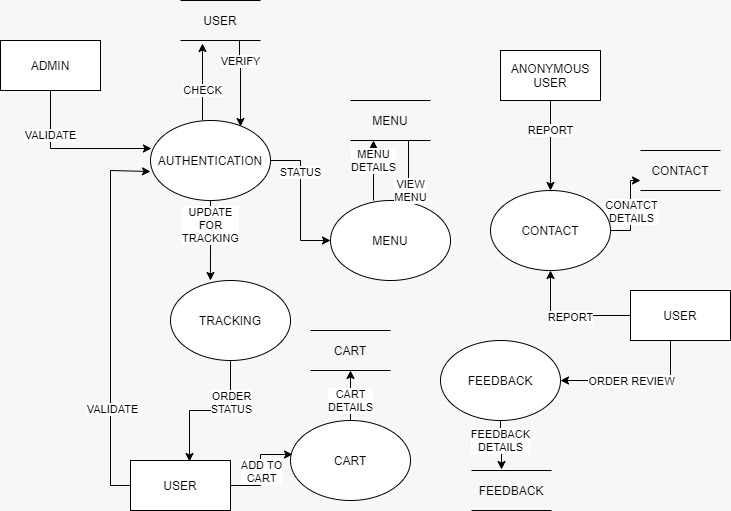 USER
ADMIN
VERIFY
ANONYMOUS
USER
CHECK
MENU
VALIDATE
REPORT
AUTHENTICATION
MENU
DETAILS
STATUS
CONTACT
VIEW
MENU
UPDATE
FOR
TRACKING
CONATCT
DETAILS
MENU
CONTACT
TRACKING
REPORT
USER
CART
FEEDBACK
ORDER REVIEW
ORDER
STATUS
CART
DETAILS
VALIDATE
FEEDBACK
DETAILS
CART
ADD TO
CART
USER
FEEDBACK